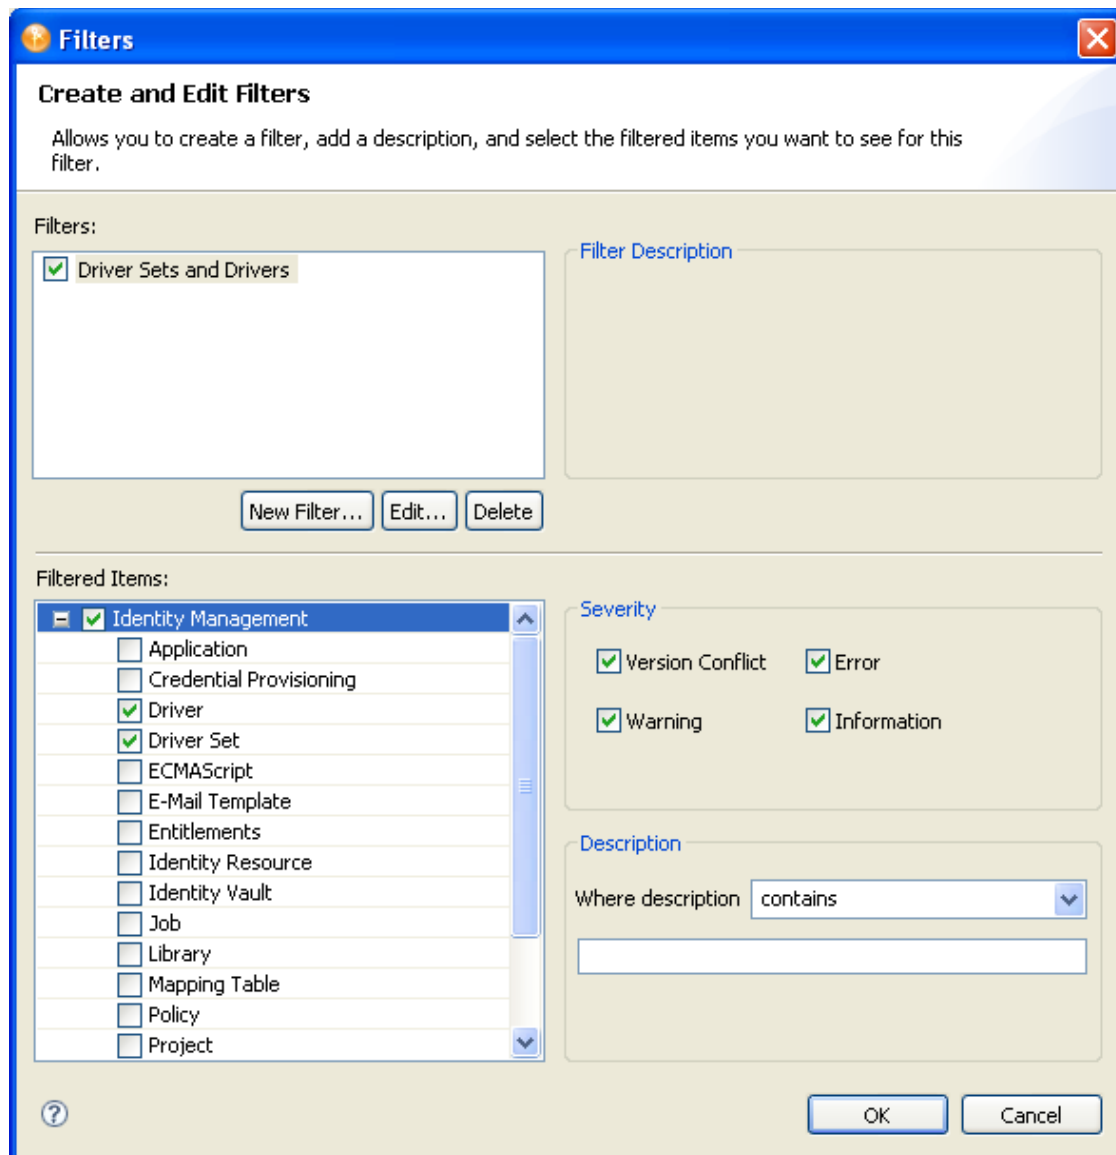 Filters
Create and Edit Filters
Allows you to create a filter, add a description, and select the filtered items you want to see for this
filter.
Filters:
Driver Sets and Drivers
Filter Description
New Filter... Edit... Delete
Filtered Items:
Identity Management
Application
Credential Provisioning
Driver
Driver Set
ECMAScript
E-Mail Template
Entitlements
Identity Resource
Identity Vault
Job
Library
Mapping Table
Policy
Project
Severity
Version Conflict Error
Warning Information
Description
Where description contains
? OK Cancel